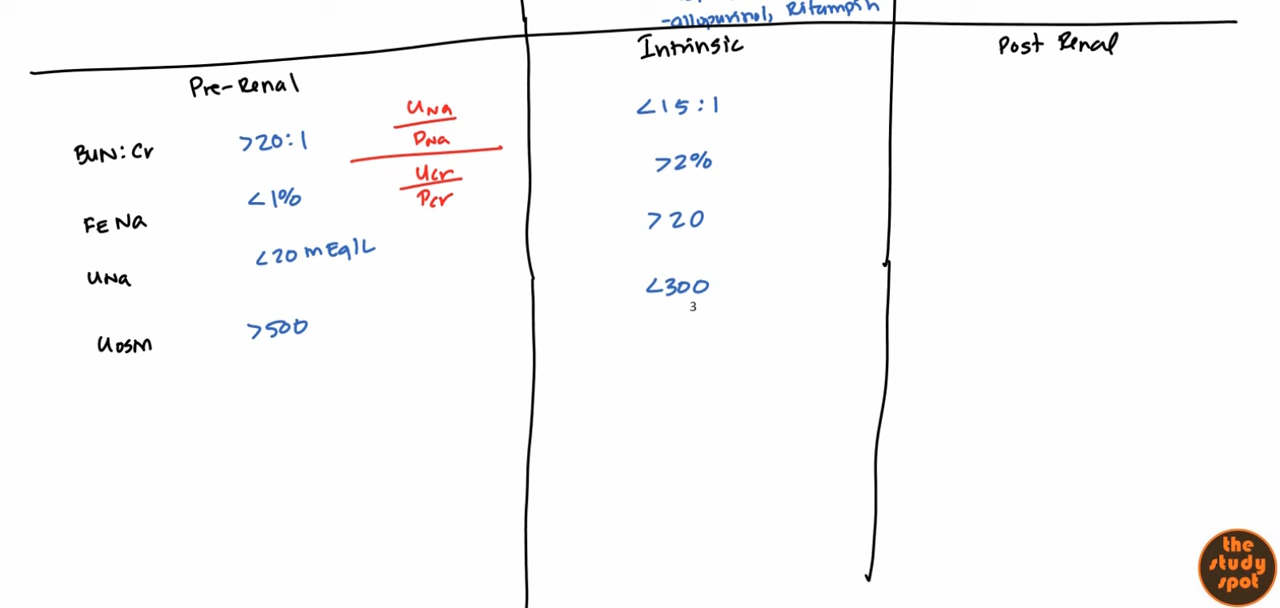 -allopurinol, Rifampin
Pre-Renal
Intrinsic
Post Renal
BUN:Cr >20:1 <15:1
UNa
PNa
UCr
PCr
FENa <1% >2%
UNa <20 mEq/L >20
UOSM >500 <300
3
the
study
spot